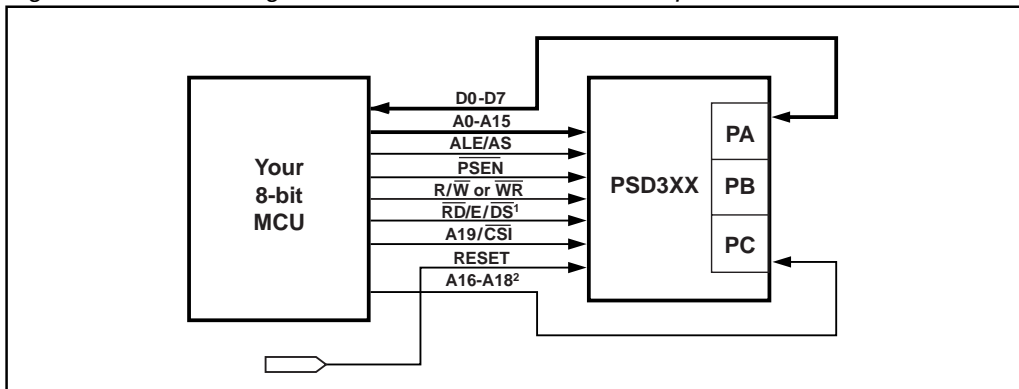 Your
8-bit
MCU
D0-D7
A0-A15
ALE/AS
PSEN
R/W or WR
RD/E/DS¹
A19/CSI
RESET
A16-A18²
PSD3XX
PA
PB
PC